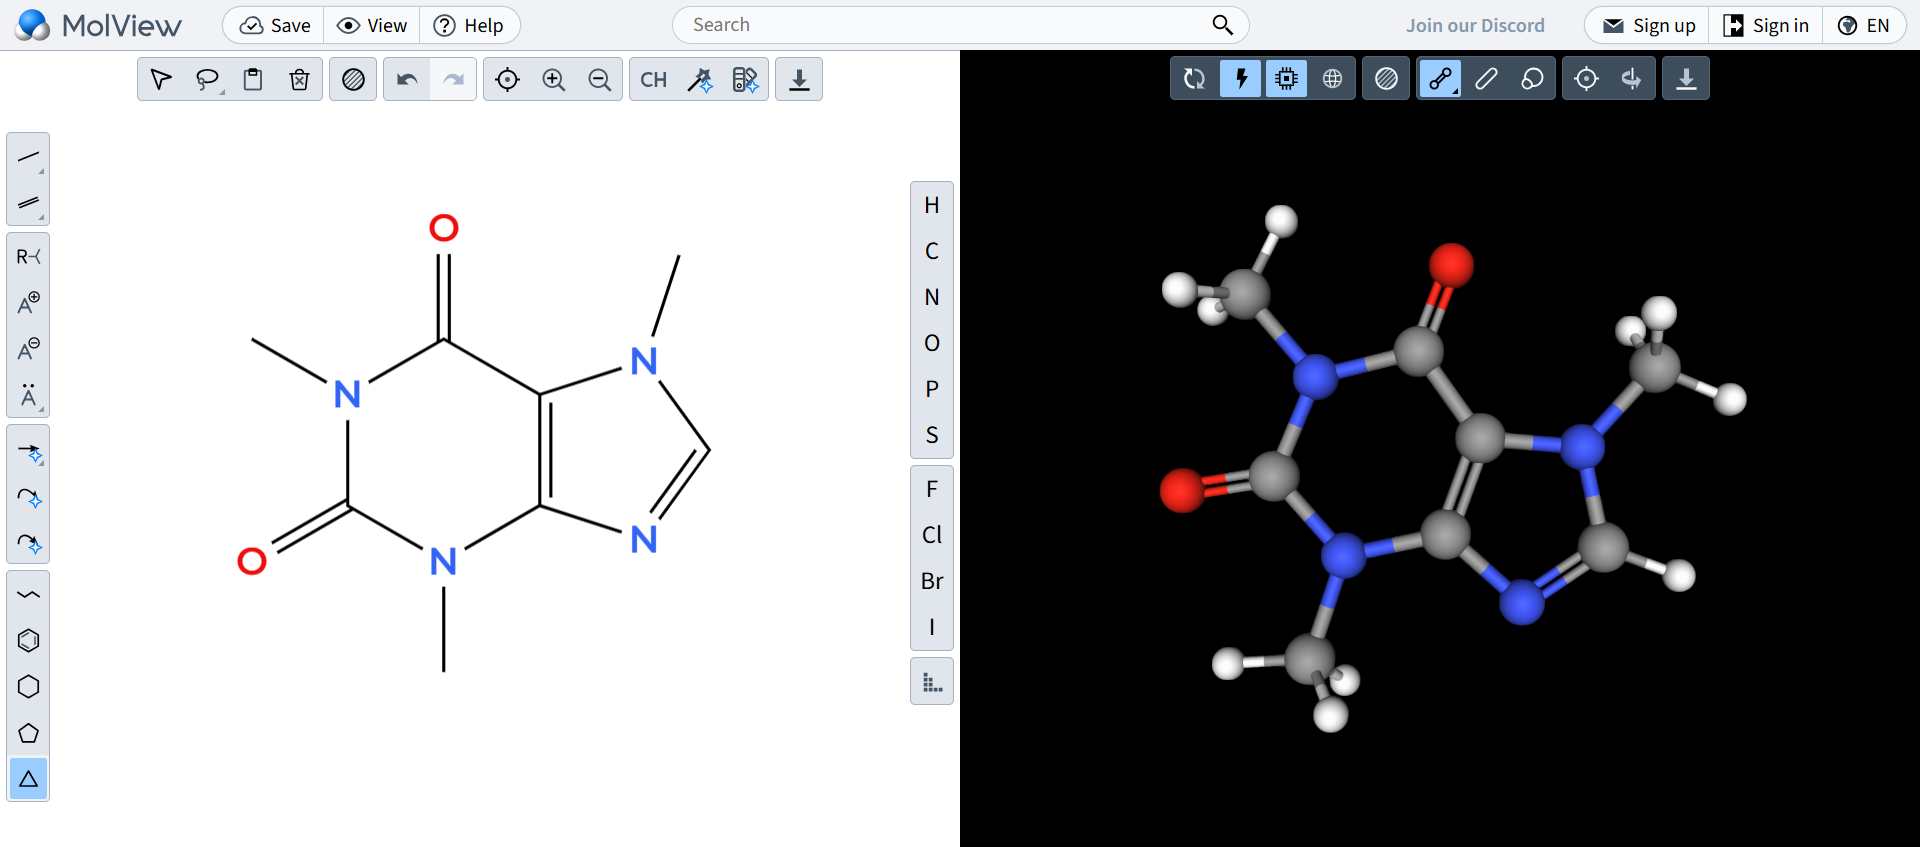 MolView
Save
View
Help
Search
Join our Discord
Sign up
Sign in
EN
CH
R
A
A
Ä
O
N
N
O
N
N
H
C
N
O
P
S
F
Cl
Br
I